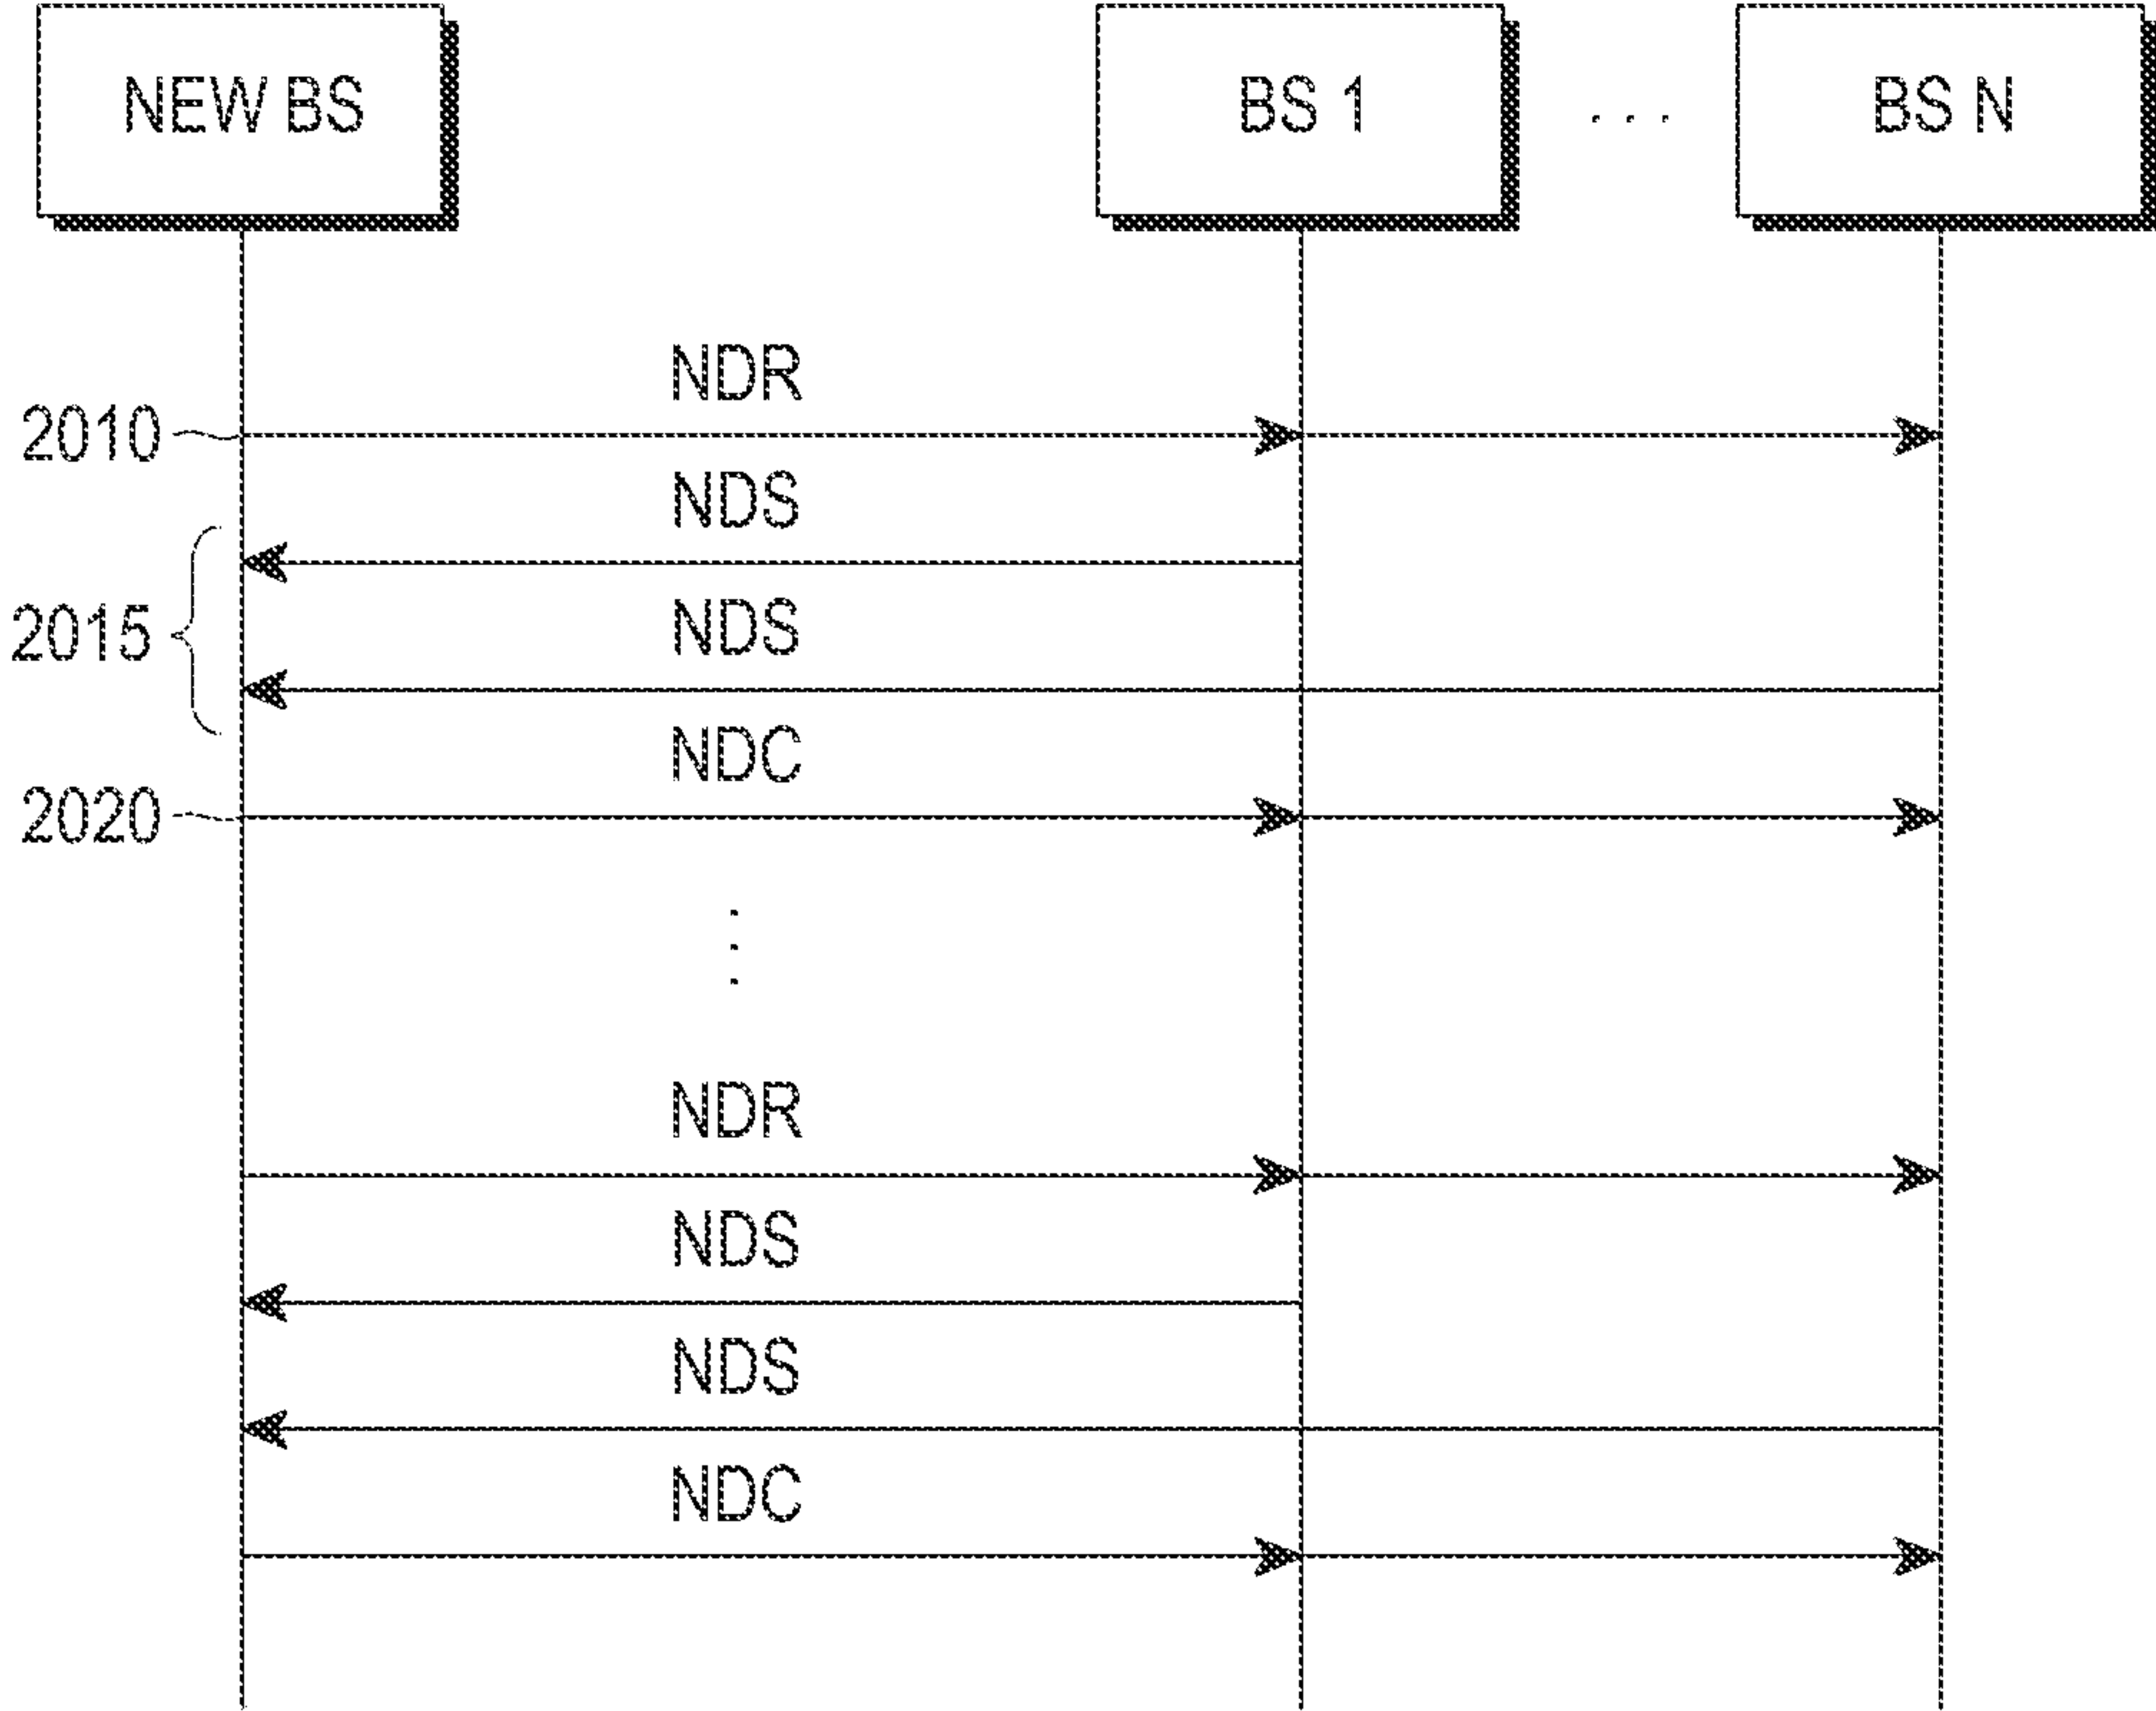 NEW BS
BS 1
. . .
BS N
NDR
2010
NDS
2015
NDS
NDC
2020
NDR
NDS
NDS
NDC